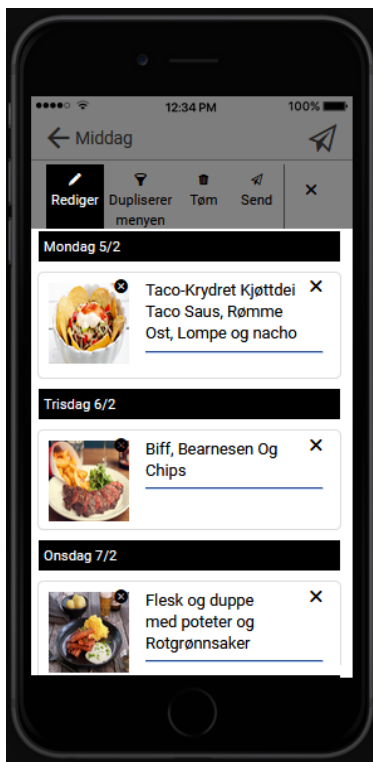 12:34 PM
100%
Middag
Rediger
Dupliserer
menyen
Tøm
Send
Mondag 5/2
Taco-Krydret Kjøttdei
Taco Saus, Rømme
Ost, Lompe og nacho
Trisdag 6/2
Biff, Bearnesen Og
Chips
Onsdag 7/2
Flesk og duppe
med poteter og
Rotgrønnsaker